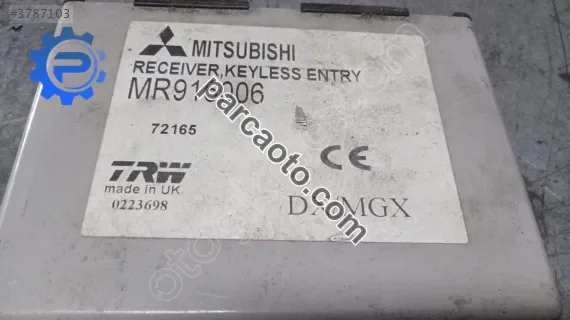 #3787103
MITSUBISHI
RECEIVER,KEYLESS ENTRY
72165
CE
TRW
made in UK
0223698
parcaoto.com